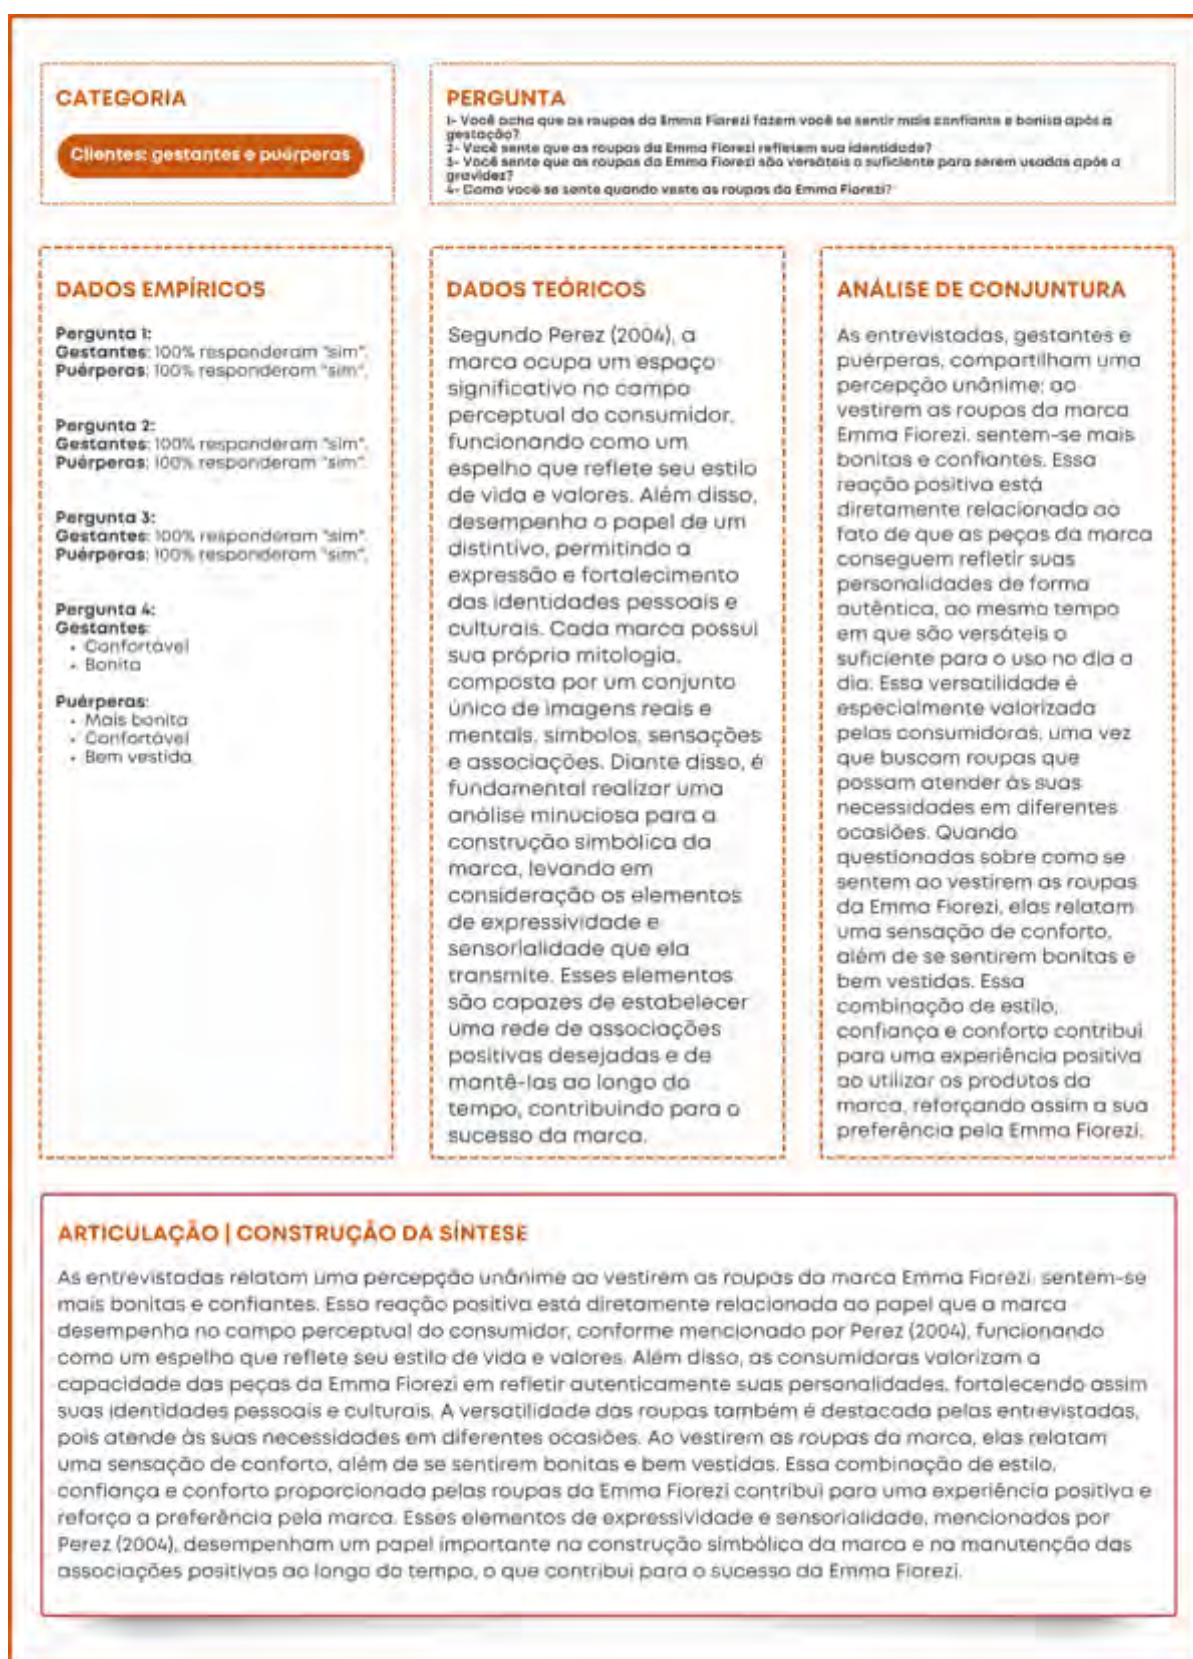 CATEGORIA
Clientes: gestantes e puérperas
PERGUNTA
1- Você acha que as roupas da Emma Fiorezi fazem você se sentir mais confiante e bonita após a
gestação?
2- Você sente que as roupas da Emma Fiorezi refletem sua identidade?
3- Você sente que as roupas da Emma Fiorezi são versáteis o suficiente para serem usadas após a
gravidez?
4- Como você se sente quando veste as roupas da Emma Fiorezi?
DADOS EMPÍRICOS
Pergunta 1:
Gestantes: 100% responderam "sim".
Puérperas: 100% responderam "sim".
Pergunta 2:
Gestantes: 100% responderam "sim".
Puérperas: 100% responderam "sim".
Pergunta 3:
Gestantes: 100% responderam "sim".
Puérperas: 100% responderam "sim".
Pergunta 4:
Gestantes:
• Confortável
• Bonita
Puérperas:
• Mais bonita
• Confortável
• Bem vestida
DADOS TEÓRICOS
Segundo Perez (2004), a
marca ocupa um espaço
significativo no campo
perceptual do consumidor,
funcionando como um
espelho que reflete seu estilo
de vida e valores. Além disso,
desempenha o papel de um
distintivo, permitindo a
expressão e fortalecimento
das identidades pessoais e
culturais. Cada marca possui
sua própria mitologia,
composta por um conjunto
único de imagens reais e
mentais, símbolos, sensações
e associações. Diante disso, é
fundamental realizar uma
análise minuciosa para a
construção simbólica da
marca, levando em
consideração os elementos
de expressividade e
sensorialidade que ela
transmite. Esses elementos
são capazes de estabelecer
uma rede de associações
positivas desejadas e de
mantê-las ao longo do
tempo, contribuindo para o
sucesso da marca.
ANÁLISE DE CONJUNTURA
As entrevistadas, gestantes e
puérperas, compartilham uma
percepção unânime: ao
vestirem as roupas da marca
Emma Fiorezi, sentem-se mais
bonitas e confiantes. Essa
reação positiva está
diretamente relacionada ao
fato de que as peças da marca
conseguem refletir suas
personalidades de forma
autêntica, ao mesmo tempo
em que são versáteis o
suficiente para o uso no dia a
dia. Essa versatilidade é
especialmente valorizada
pelas consumidoras, uma vez
que buscam roupas que
possam atender às suas
necessidades em diferentes
ocasiões. Quando
questionadas sobre como se
sentem ao vestirem as roupas
da Emma Fiorezi, elas relatam
uma sensação de conforto,
além de se sentirem bonitas e
bem vestidas. Essa
combinação de estilo,
confiança e conforto contribui
para uma experiência positiva
ao utilizar os produtos da
marca, reforçando assim a sua
preferência pela Emma Fiorezi.
ARTICULAÇÃO | CONSTRUÇÃO DA SÍNTESE
As entrevistadas relatam uma percepção unânime ao vestirem as roupas da marca Emma Fiorezi: sentem-se
mais bonitas e confiantes. Essa reação positiva está diretamente relacionada ao papel que a marca
desempenha no campo perceptual do consumidor, conforme mencionado por Perez (2004), funcionando
como um espelho que reflete seu estilo de vida e valores. Além disso, as consumidoras valorizam a
capacidade das peças da Emma Fiorezi em refletir autenticamente suas personalidades, fortalecendo assim
suas identidades pessoais e culturais. A versatilidade das roupas também é destacada pelas entrevistadas,
pois atende às suas necessidades em diferentes ocasiões. Ao vestirem as roupas da marca, elas relatam
uma sensação de conforto, além de se sentirem bonitas e bem vestidas. Essa combinação de estilo,
confiança e conforto proporcionada pelas roupas da Emma Fiorezi contribui para uma experiência positiva e
reforça a preferência pela marca. Esses elementos de expressividade e sensorialidade, mencionados por
Perez (2004), desempenham um papel importante na construção simbólica da marca e na manutenção das
associações positivas ao longo do tempo, o que contribui para o sucesso da Emma Fiorezi.